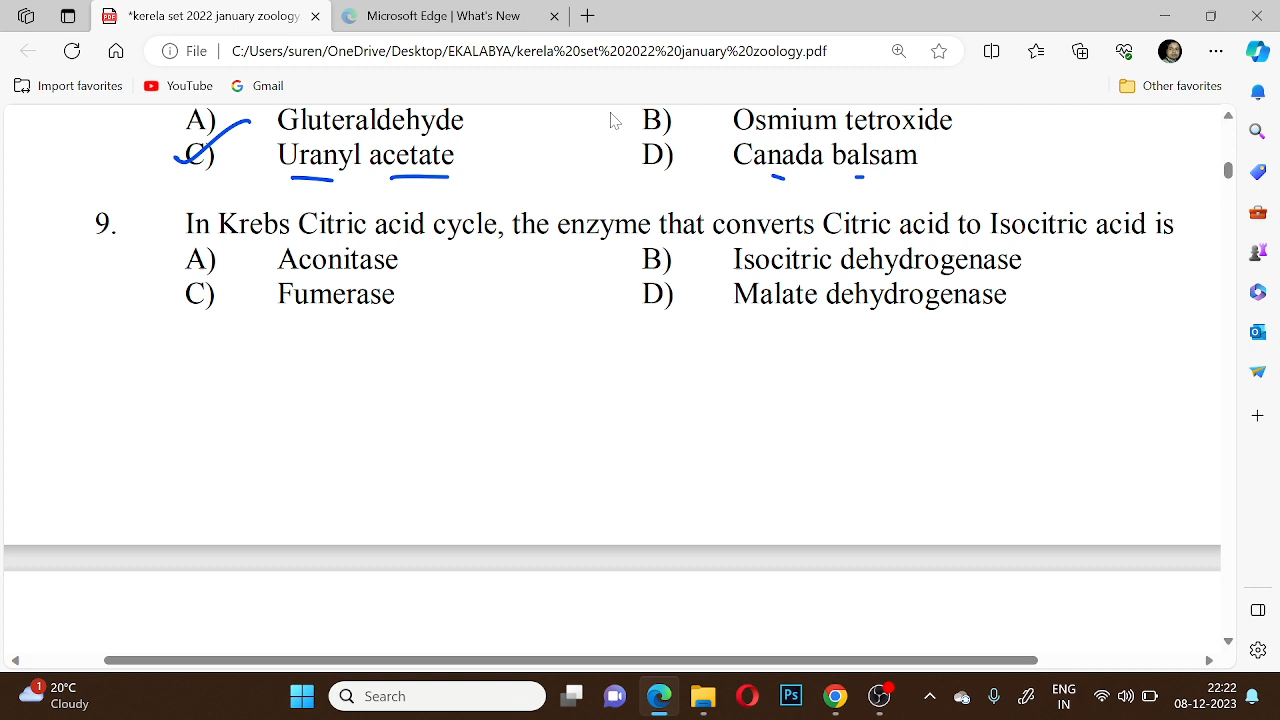 *kerela set 2022 january zoology
Microsoft Edge | What's New
File
C:/Users/suren/OneDrive/Desktop/EKALABYA/kerela%20set%202022%20january%20zoology.pdf
Import favorites
YouTube
Gmail
Other favorites
A) Gluteraldehyde B) Osmium tetroxide
C) Uranyl acetate D) Canada balsam
9. In Krebs Citric acid cycle, the enzyme that converts Citric acid to Isocitric acid is
A) Aconitase B) Isocitric dehydrogenase
C) Fumerase D) Malate dehydrogenase
1
20°C
Cloudy
Search
Ps
ENG
IN
22:22
08-12-2023